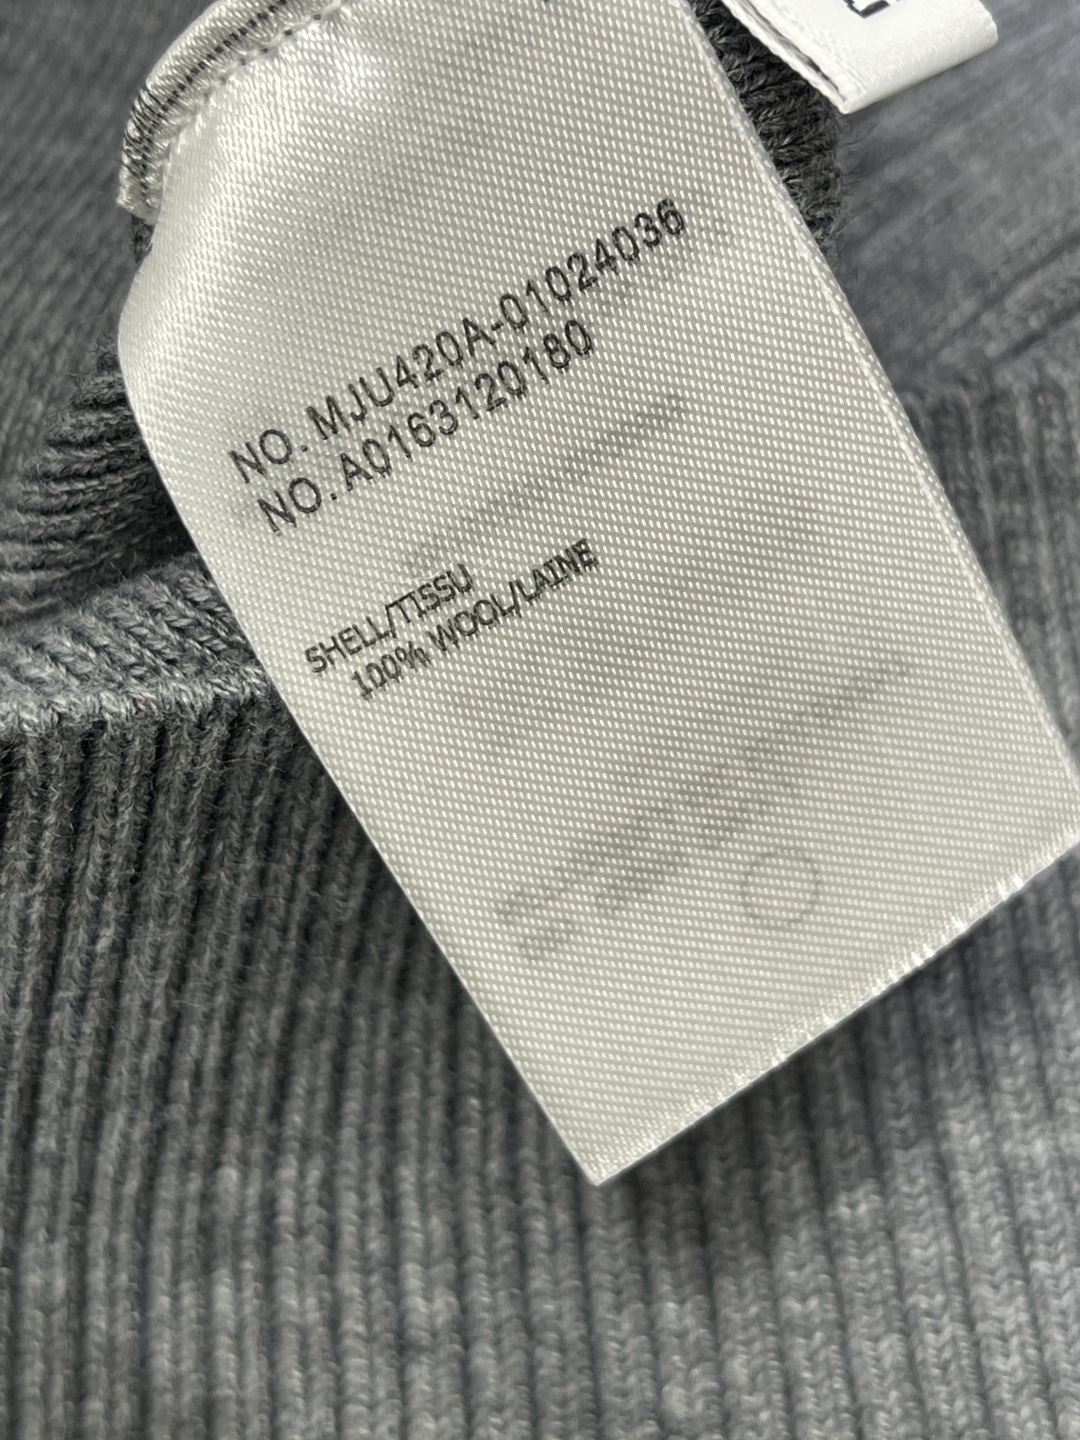 NO. MJU420A-01024036
NO. A0163120180
SHELL/TISSU
100% WOOL/LAINE